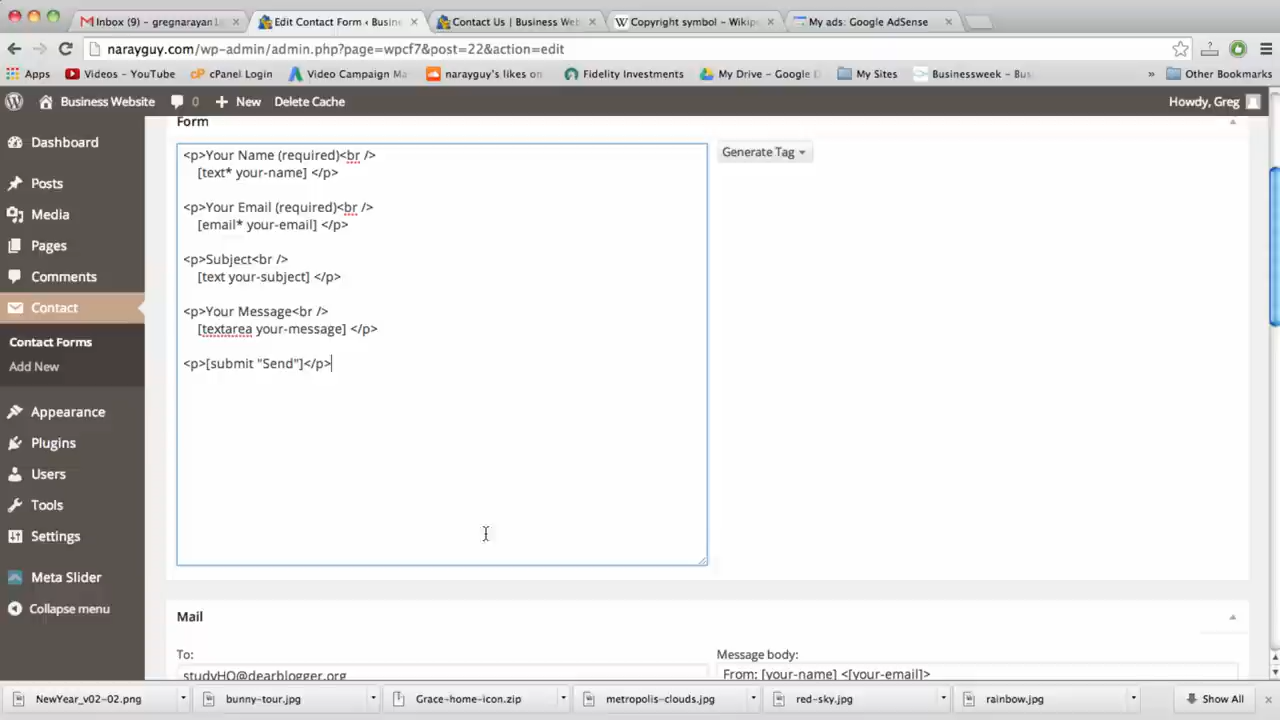 Inbox (7) - gregnarayan1
Edit Contact Form ‹ Busin
Contact Us | Business Web
Copyright symbol - Wikipe
My ads: Google AdSense
narayguy.com/wp-admin/admin.php?page=wpcf7&post=22&action=edit
Apps
Videos - YouTube
cPanel Login
Video Campaign Ma
narayguy's likes on
Fidelity Investments
My Drive - Google D
My Sites
Businessweek - Bus
»
Other Bookmarks
Business Website
0
+ New
Delete Cache
Howdy, Greg
Dashboard
Posts
Media
Pages
Comments
Contact
Contact Forms
Add New
Appearance
Plugins
Users
Tools
Settings
Meta Slider
Collapse menu
Form
<p>Your Name (required)<br />
[text* your-name] </p>
<p>Your Email (required)<br />
[email* your-email] </p>
<p>Subject<br />
[text your-subject] </p>
<p>Your Message<br />
[textarea your-message] </p>
<p>[submit "Send"]</p>
Generate Tag
Mail
To:
studyHQ@dearblogger.org
Message body:
From: [your-name] <[your-email]>
NewYear_v02-02.png
bunny-tour.jpg
Grace-home-icon.zip
metropolis-clouds.jpg
red-sky.jpg
rainbow.jpg
Show All